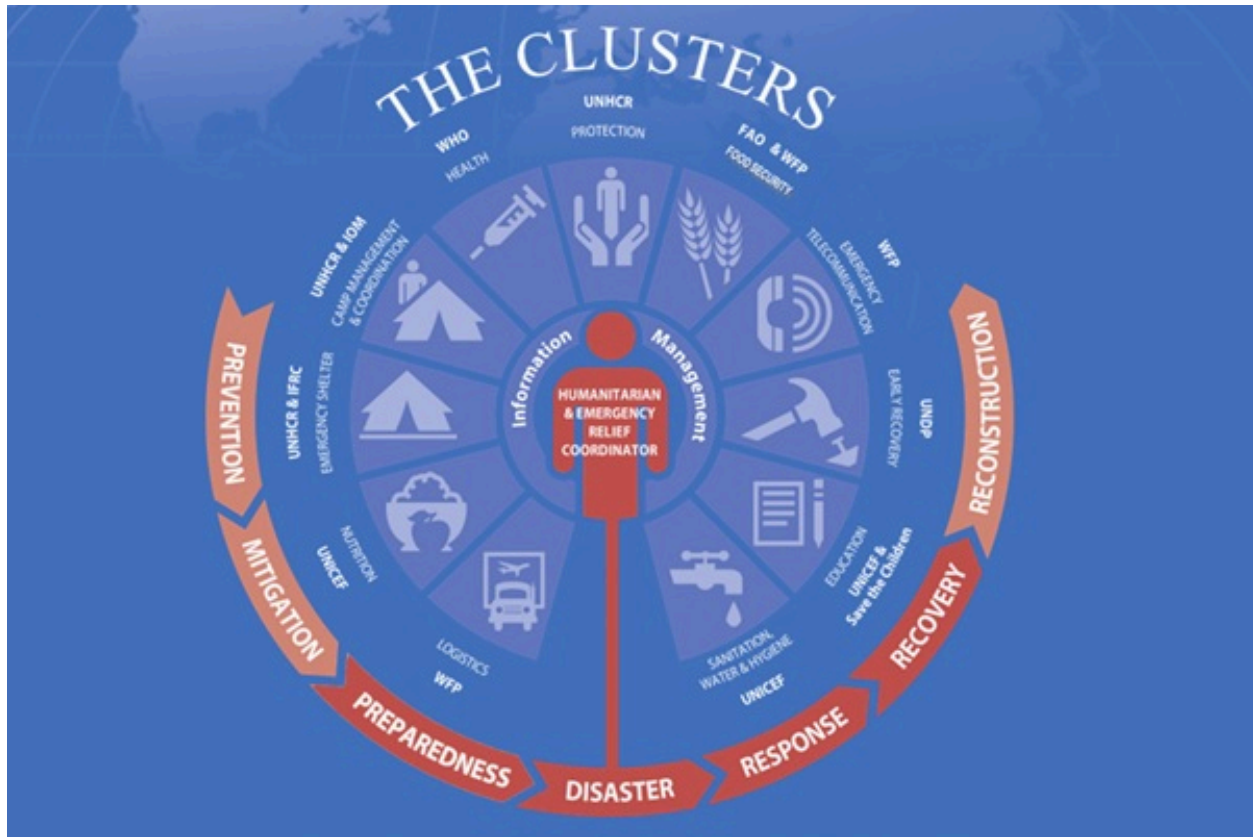 THE CLUSTERS
UNHCR
PROTECTION
FAO & WFP
FOOD SECURITY
WFP
EMERGENCY
TELECOMMUNICATION
UNDP
EARLY RECOVERY
EDUCATION
UNICEF &
Save the Children
SANITATION,
WATER & HYGIENE
UNICEF
LOGISTICS
WFP
NUTRITION
UNICEF
UNHCR & IFRC
EMERGENCY SHELTER
UNHCR & IOM
CAMP MANAGEMENT
& COORDINATION
WHO
HEALTH
Information Management
HUMANITARIAN
& EMERGENCY
RELIEF
COORDINATOR
PREVENTION
MITIGATION
PREPAREDNESS
DISASTER
RESPONSE
RECOVERY
RECONSTRUCTION